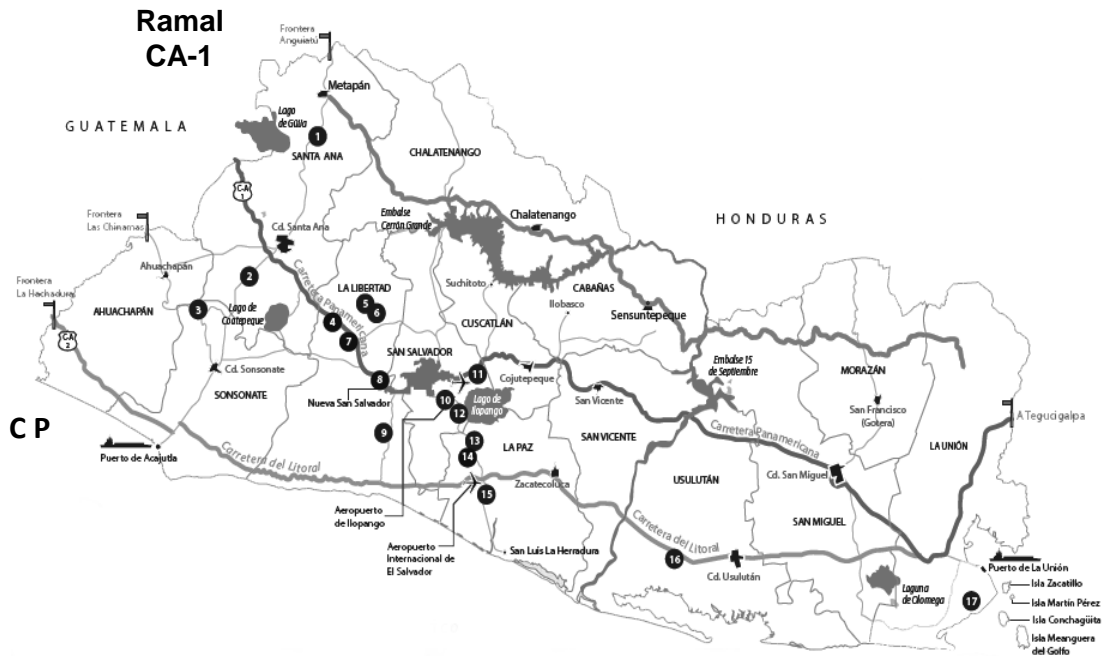 Ramal
CA-1
Frontera
Anguiatú
Metapán
GUATEMALA
Lago
de Güija
1
SANTA ANA
CHALATENANGO
CA
1
HONDURAS
Frontera
Las Chinamas
Cd. Santa Ana
Embalse
Cerrón Grande
Chalatenango
Ahuachapán
2
Carretera Panamericana
LA LIBERTAD
Suchitoto
CABAÑAS
Ilobasco
Frontera
La Hachadura
AHUACHAPÁN
3
Lago de
Coatepeque
4
5
6
7
CUSCATLÁN
Sensuntepeque
CA
2
Cd. Sonsonate
SAN SALVADOR
Embalse 15
de Septiembre
MORAZÁN
SONSONATE
8
11
Cojutepeque
Nueva San Salvador
10
12
Lago de
Ilopango
San Vicente
San Francisco
(Gotera)
A Tegucigalpa
C P
Puerto de Acajutla
9
13
14
LA PAZ
SAN VICENTE
Carretera Panamericana
LA UNIÓN
Carretera del Litoral
Zacatecoluca
USULUTÁN
Cd. San Miguel
15
Aeropuerto
de Ilopango
SAN MIGUEL
Carretera del Litoral
Aeropuerto
Internacional de
El Salvador
San Luis La Herradura
16
Cd. Usulután
Puerto de La Unión
Laguna
de Olomega
17
Isla Zacatillo
Isla Martín Pérez
Isla Conchagüita
Isla Meanguera
del Golfo